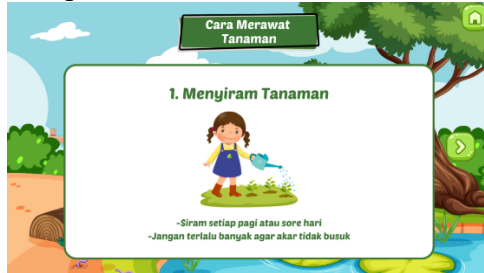 Cara Merawat
Tanaman
1. Menyiram Tanaman
-Siram setiap pagi atau sore hari
-Jangan terlalu banyak agar akar tidak busuk